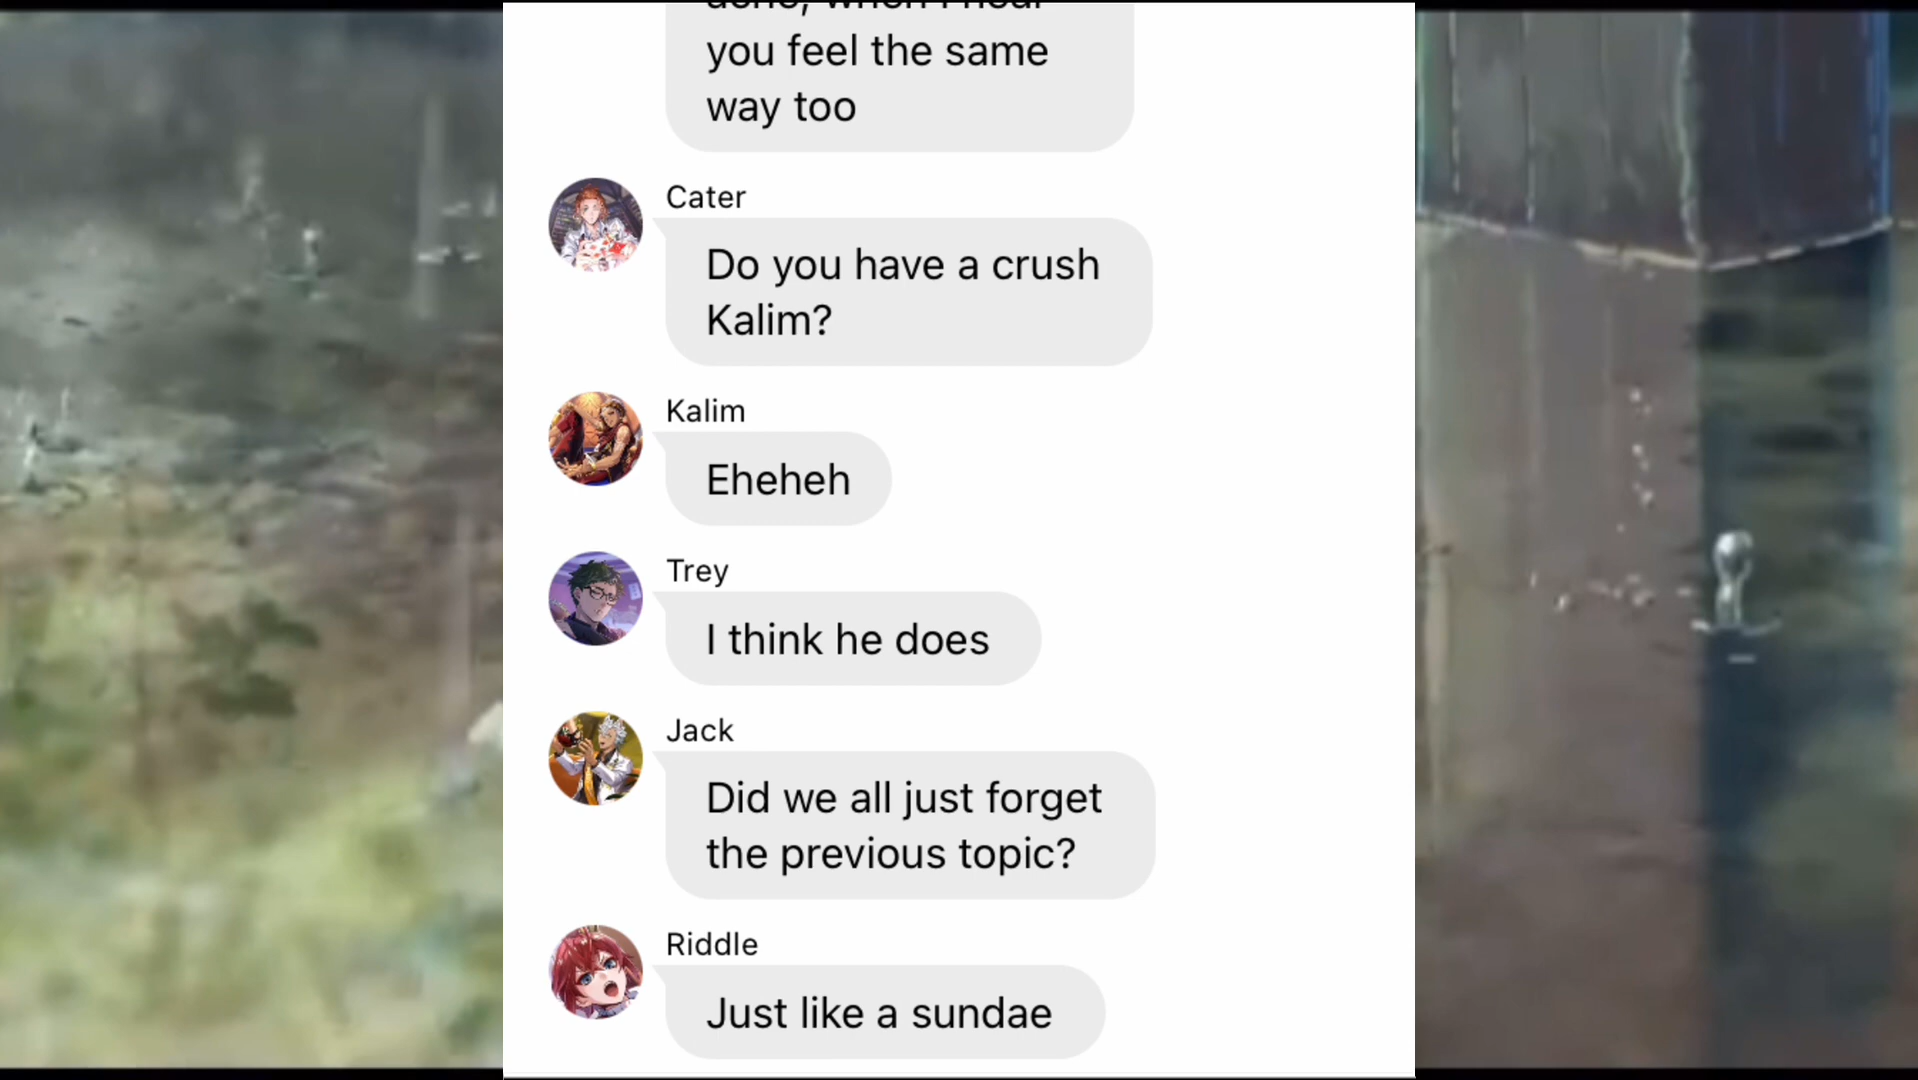 you feel the same
way too
Cater
Do you have a crush
Kalim?
Kalim
Eheheh
Trey
I think he does
Jack
Did we all just forget
the previous topic?
Riddle
Just like a sundae